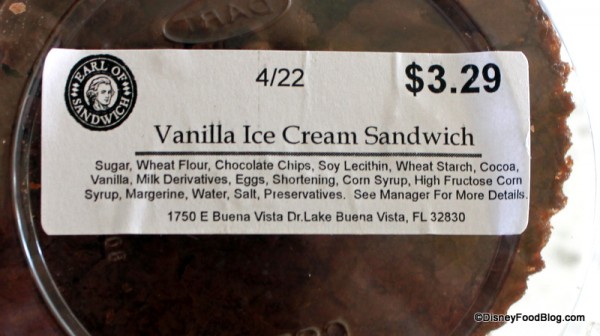 DART
EARL OF
SANDWICH
4/22
$3.29
Vanilla Ice Cream Sandwich
Sugar, Wheat Flour, Chocolate Chips, Soy Lecithin, Wheat Starch, Cocoa,
Vanilla, Milk Derivatives, Eggs, Shortening, Corn Syrup, High Fructose Corn
Syrup, Margerine, Water, Salt, Preservatives. See Manager For More Details.
1750 E Buena Vista Dr.Lake Buena Vista, FL 32830
©DisneyFoodBlog.com